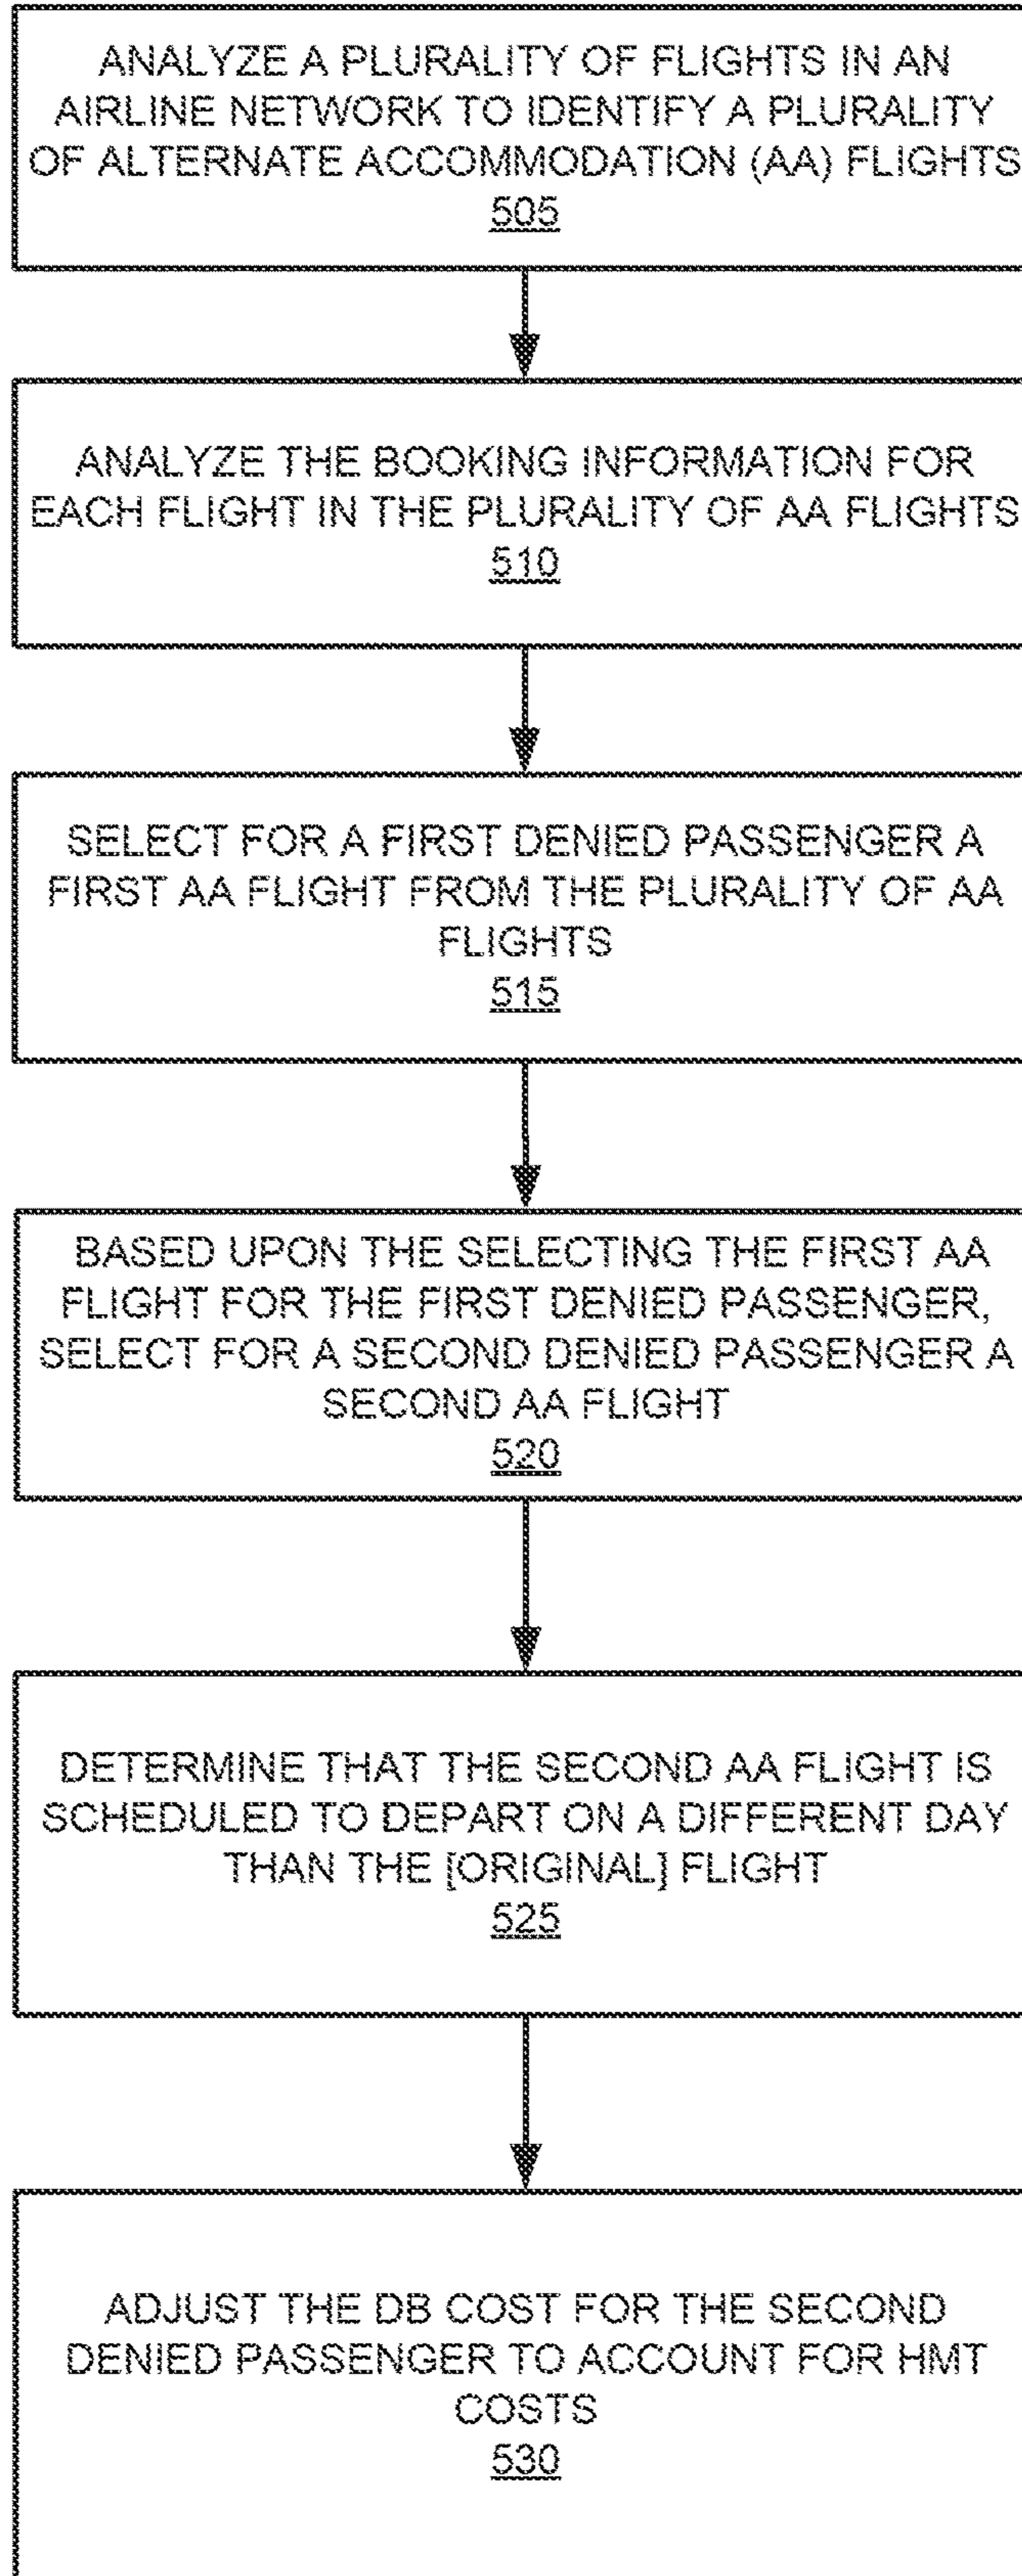 ANALYZE A PLURALITY OF FLIGHTS IN AN
AIRLINE NETWORK TO IDENTIFY A PLURALITY
OF ALTERNATE ACCOMMODATION (AA) FLIGHTS
505
ANALYZE THE BOOKING INFORMATION FOR
EACH FLIGHT IN THE PLURALITY OF AA FLIGHTS
510
SELECT FOR A FIRST DENIED PASSENGER A
FIRST AA FLIGHT FROM THE PLURALITY OF AA
FLIGHTS
515
BASED UPON THE SELECTING THE FIRST AA
FLIGHT FOR THE FIRST DENIED PASSENGER,
SELECT FOR A SECOND DENIED PASSENGER A
SECOND AA FLIGHT
520
DETERMINE THAT THE SECOND AA FLIGHT IS
SCHEDULED TO DEPART ON A DIFFERENT DAY
THAN THE [ORIGINAL] FLIGHT
525
ADJUST THE DB COST FOR THE SECOND
DENIED PASSENGER TO ACCOUNT FOR HMT
COSTS
530